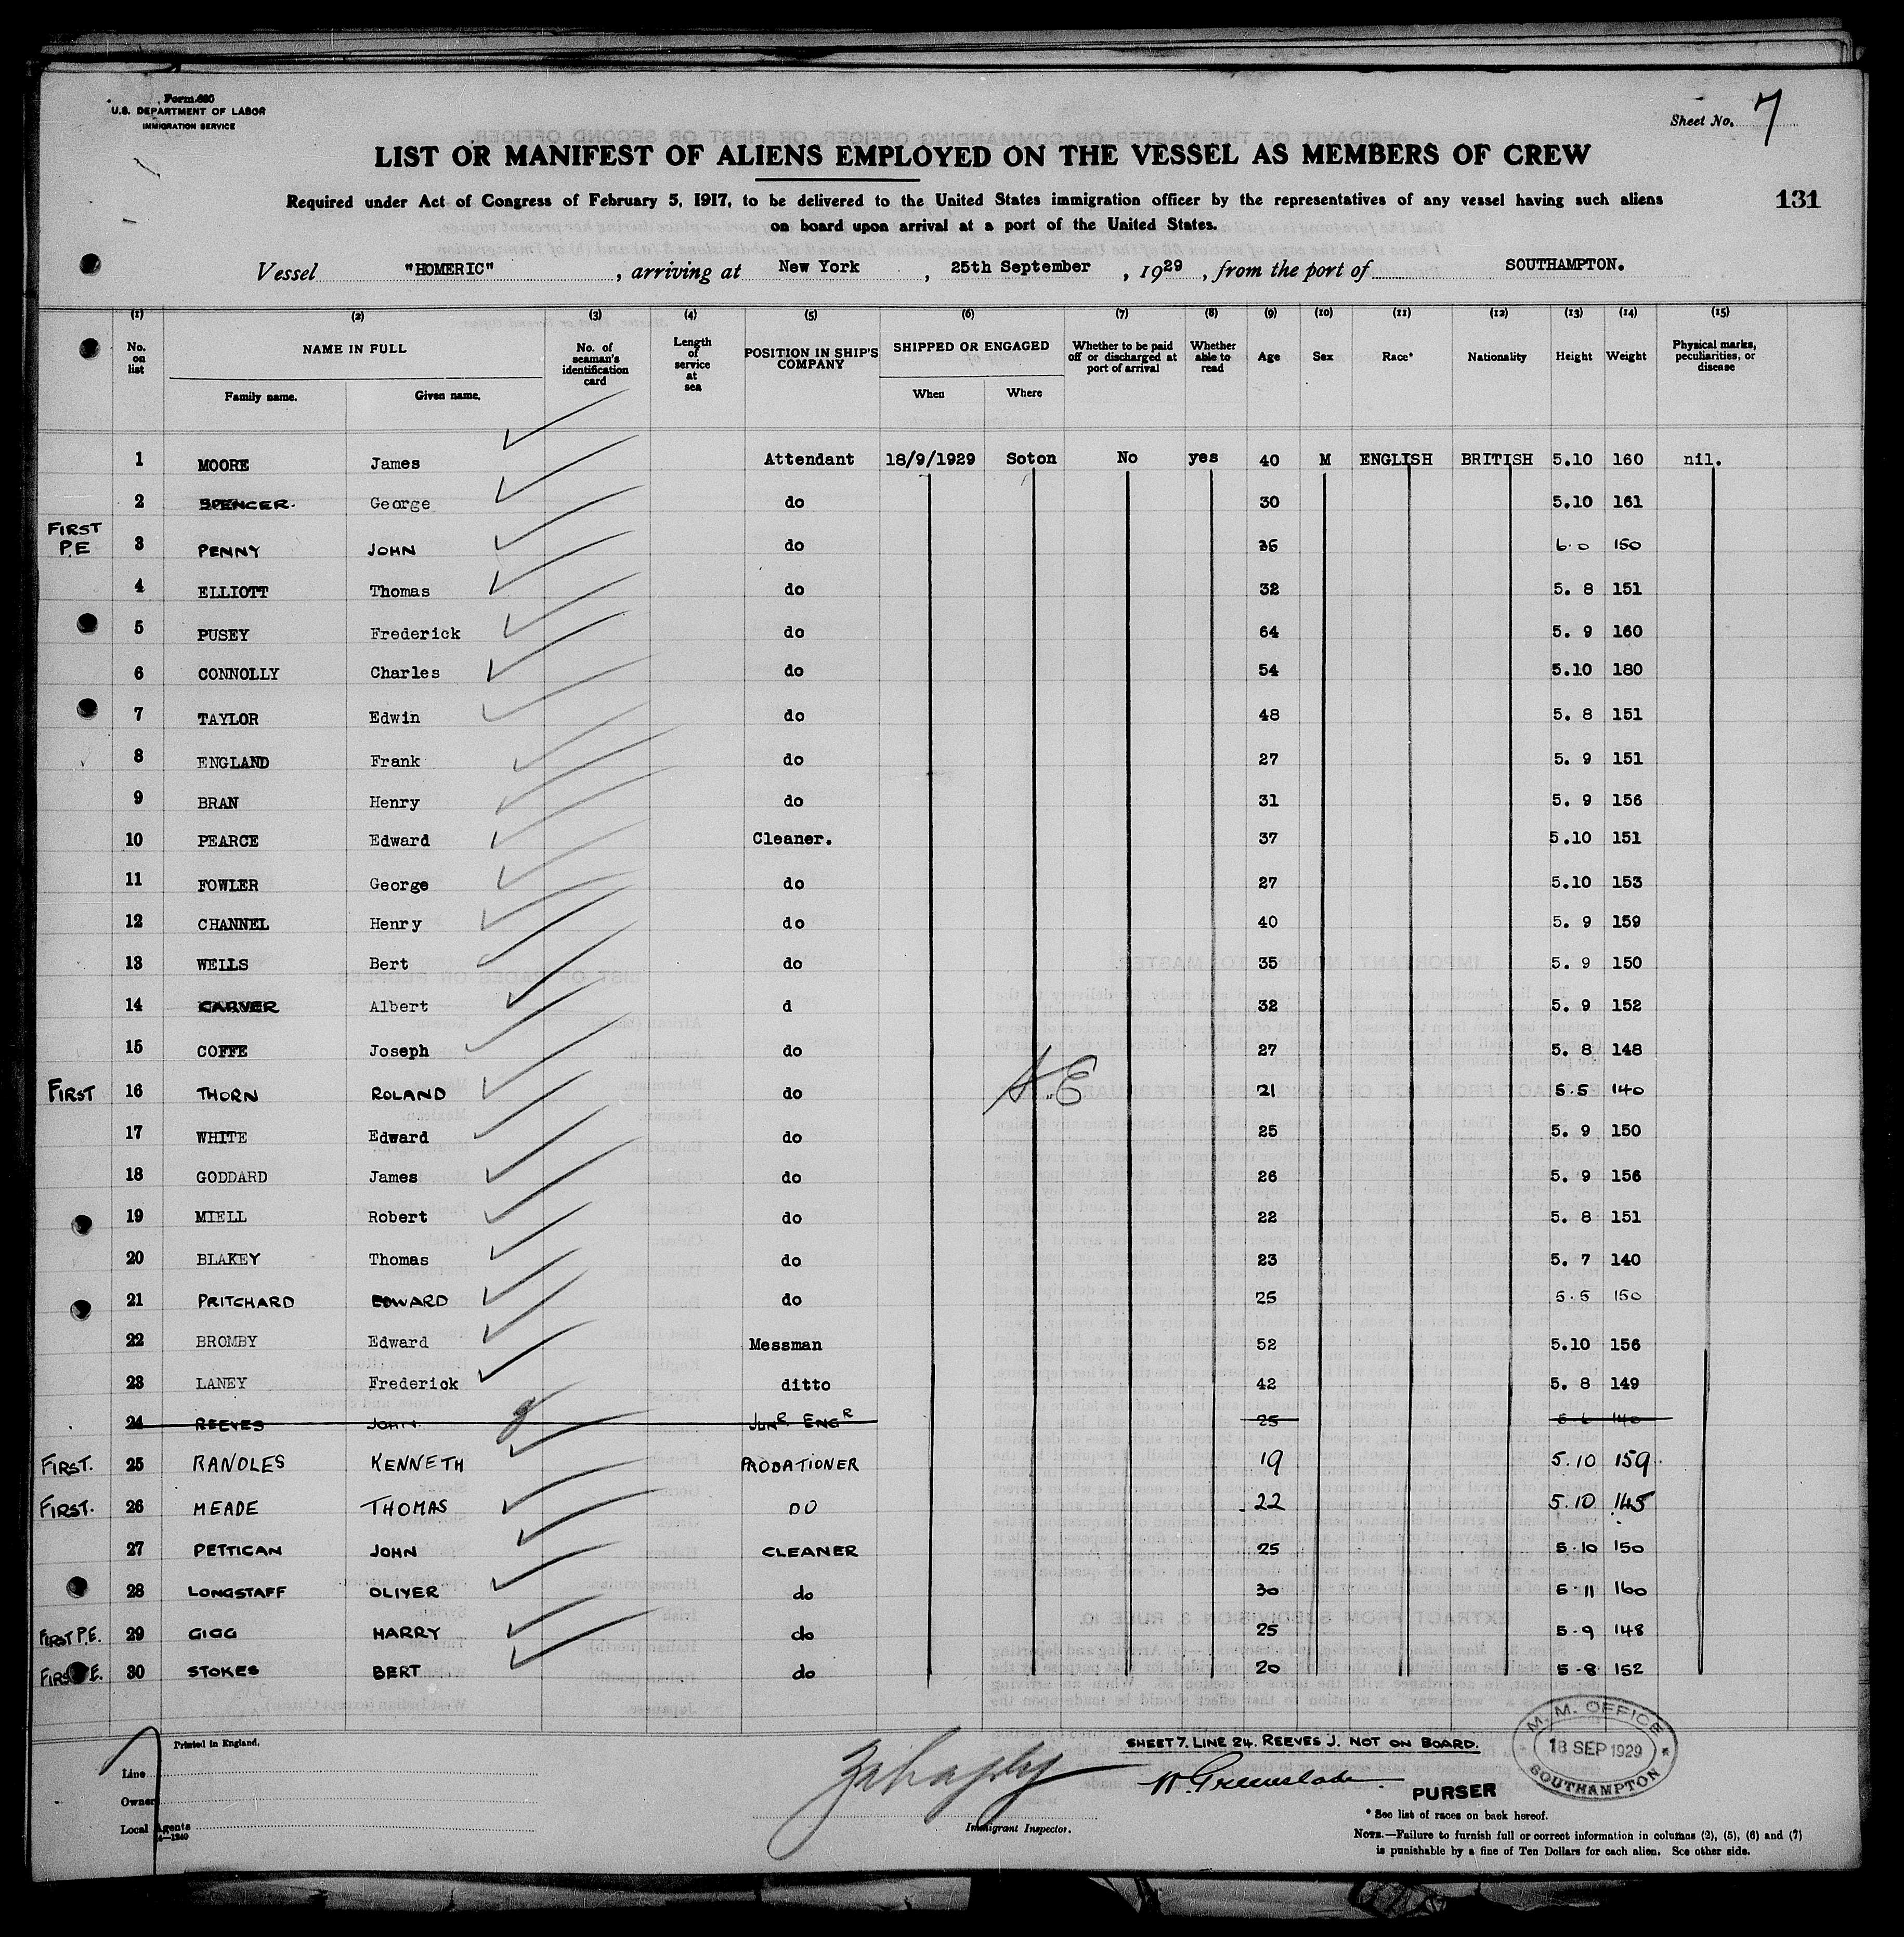 Form 680
U.S. DEPARTMENT OF LABOR
IMMIGRATION SERVICE
Sheet No. 7
LIST OR MANIFEST OF ALIENS EMPLOYED ON THE VESSEL AS MEMBERS OF CREW
Required under Act of Congress of February 5, 1917, to be delivered to the United States immigration officer by the representatives of any vessel having such aliens
on board upon arrival at a port of the United States.
131
Vessel "HOMERIC", arriving at New York, 25th September, 1929, from the port of SOUTHAMPTON.
(1) (2) (3) (4) (5) (6) (7) (8) (9) (10) (11) (12) (13) (14) (15)
No. on list NAME IN FULL Family name. Given name. No. of seaman's identification card Length of service at sea POSITION IN SHIP'S COMPANY SHIPPED OR ENGAGED When Where Whether to be paid off or discharged at port of arrival Whether able to read Age Sex Race* Nationality Height Weight Physical marks, peculiarities, or disease
1 MOORE James Attendant 18/9/1929 Soton No yes 40 M ENGLISH BRITISH 5.10 160 nil.
2 SPENCER. George do 30 5.10 161
FIRST P.E 3 PENNY JOHN do 35 6.0 150
4 ELLIOTT Thomas do 32 5. 8 151
5 PUSEY Frederick do 64 5. 9 160
6 CONNOLLY Charles do 54 5.10 180
7 TAYLOR Edwin do 48 5. 8 151
8 ENGLAND Frank do 27 5. 9 151
9 BRAN Henry do 31 5. 9 156
10 PEARCE Edward Cleaner. 37 5.10 151
11 FOWLER George do 27 5.10 153
12 CHANNEL Henry do 40 5. 9 159
13 WELLS Bert do 35 5. 9 150
14 CARVER Albert d 32 5. 9 152
15 COFFE Joseph do 27 5. 8 148
FIRST 16 THORN ROLAND do 21 5.5 140
17 WHITE Edward do 25 5. 9 150
18 GODDARD James do 26 5. 9 156
19 MIELL Robert do 22 5. 8 151
20 BLAKEY Thomas do 23 5. 7 140
21 PRITCHARD EDWARD do 25 5.5 150
22 BROMBY Edward Messman 52 5.10 156
23 LANEY Frederick ditto 42 5. 8 149
24 REEVES JOHN JUNR ENGR 25 5.6 140
FIRST. 25 RANDLES KENNETH PROBATIONER 19 5.10 159.
FIRST. 26 MEADE THOMAS DO 22 5.10 145
27 PETTICAN JOHN CLEANER 25 5.10 150
28 LONGSTAFF OLIVER do 30 5.11 160
FIRST P.E. 29 GIGG HARRY do 25 5.9 148
30 STOKES BERT do 20 5.8 152
Printed in England.
SHEET 7. LINE 24. REEVES J. NOT ON BOARD.
Line
Owner
Local Agents
14—1240
Immigrant Inspector.
W. Greenslade
PURSER
M. M. OFFICE
18 SEP 1929
SOUTHAMPTON
* See list of races on back hereof.
NOTE.—Failure to furnish full or correct information in columns (2), (5), (6) and (7)
is punishable by a fine of Ten Dollars for each alien. See other side.